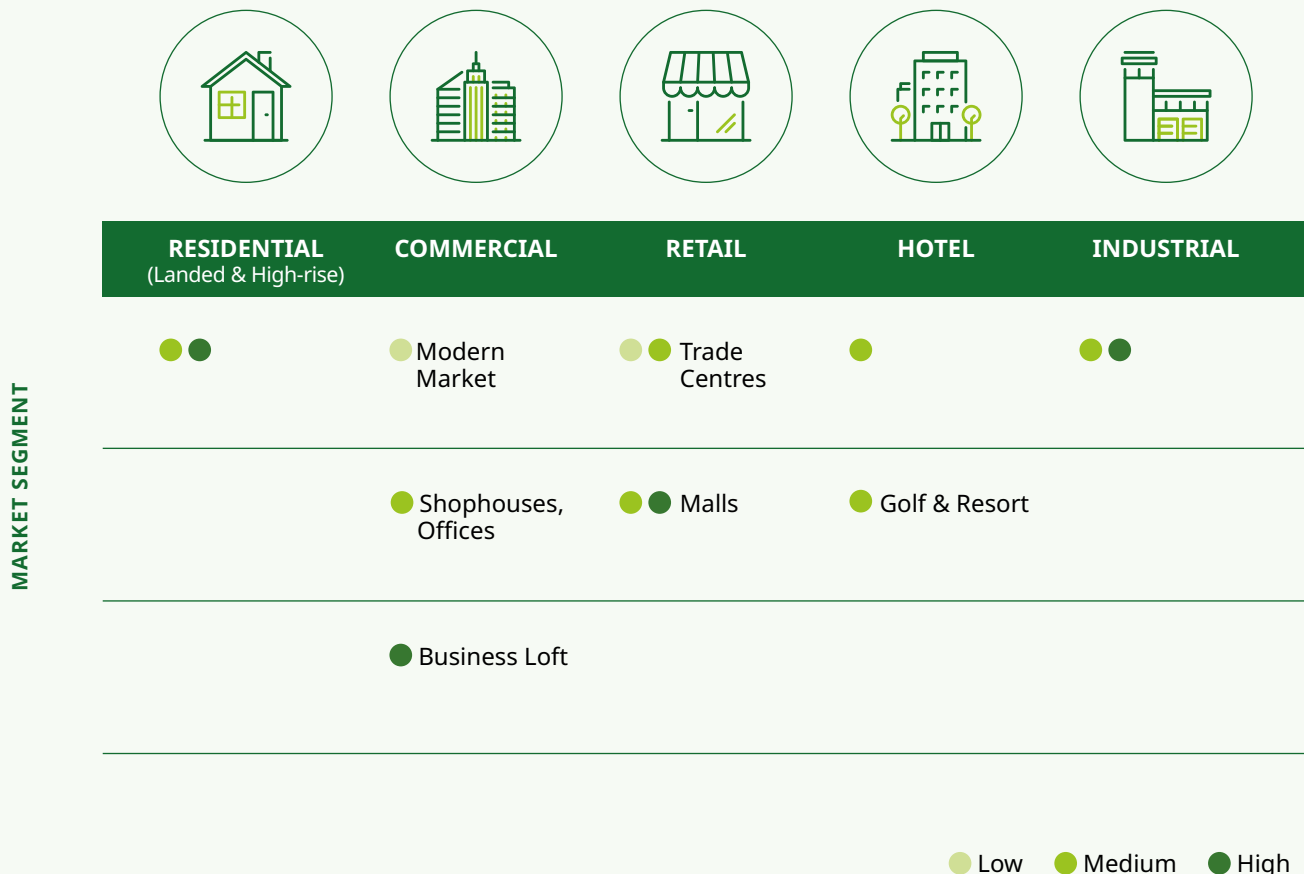 RESIDENTIAL
(Landed & High-rise)
COMMERCIAL
RETAIL
HOTEL
INDUSTRIAL
MARKET SEGMENT
Modern
Market
Trade
Centres
Shophouses,
Offices
Malls
Golf & Resort
Business Loft
Low
Medium
High